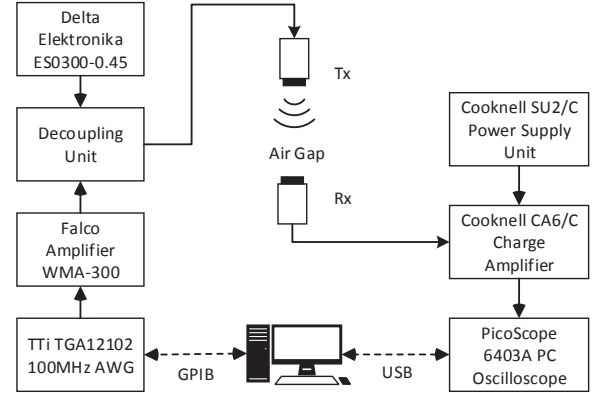 Delta
Elektronika
ES0300-0.45
Decoupling
Unit
Falco
Amplifier
WMA-300
TTi TGA12102
100MHz AWG
GPIB
USB
Tx
Air Gap
Rx
Cooknell SU2/C
Power Supply
Unit
Cooknell CA6/C
Charge
Amplifier
PicoScope
6403A PC
Oscilloscope